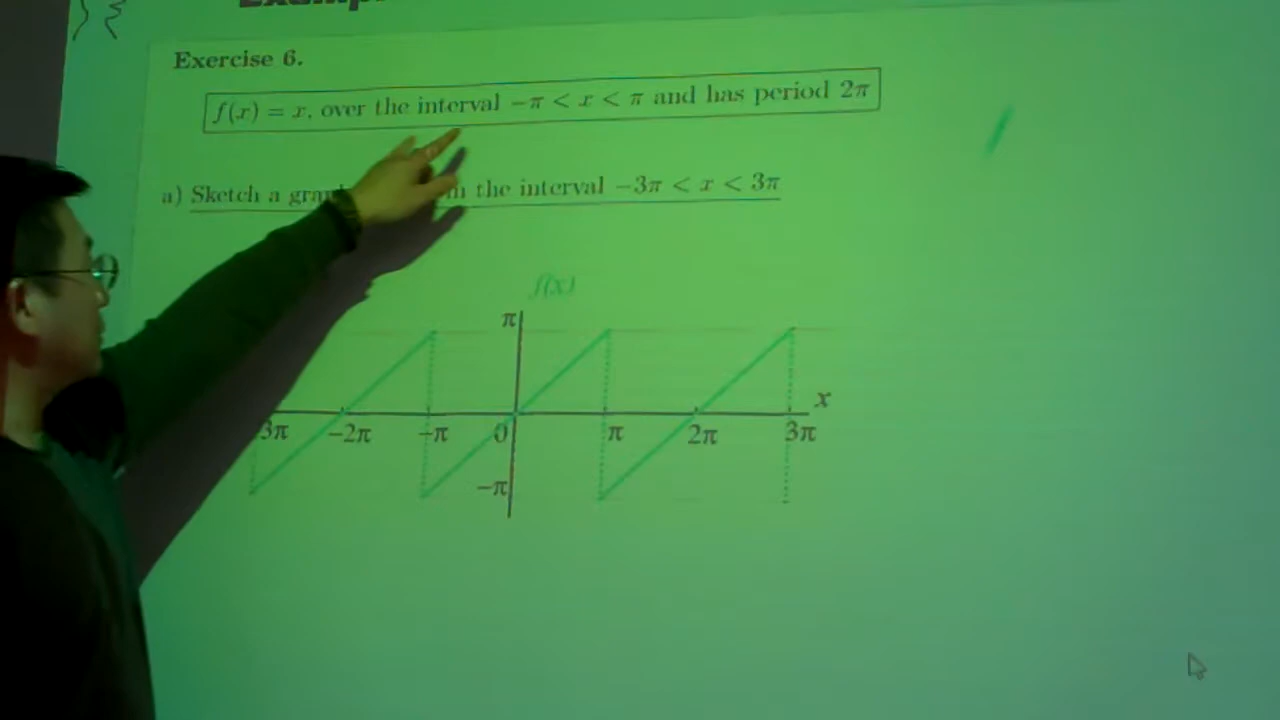 Exercise 6.
f(x) = x, over the interval −π < x < π and has period 2π
a) Sketch a in the interval −3π < x < 3π
f(x)
π
x
3π −2π −π 0 π 2π 3π
−π